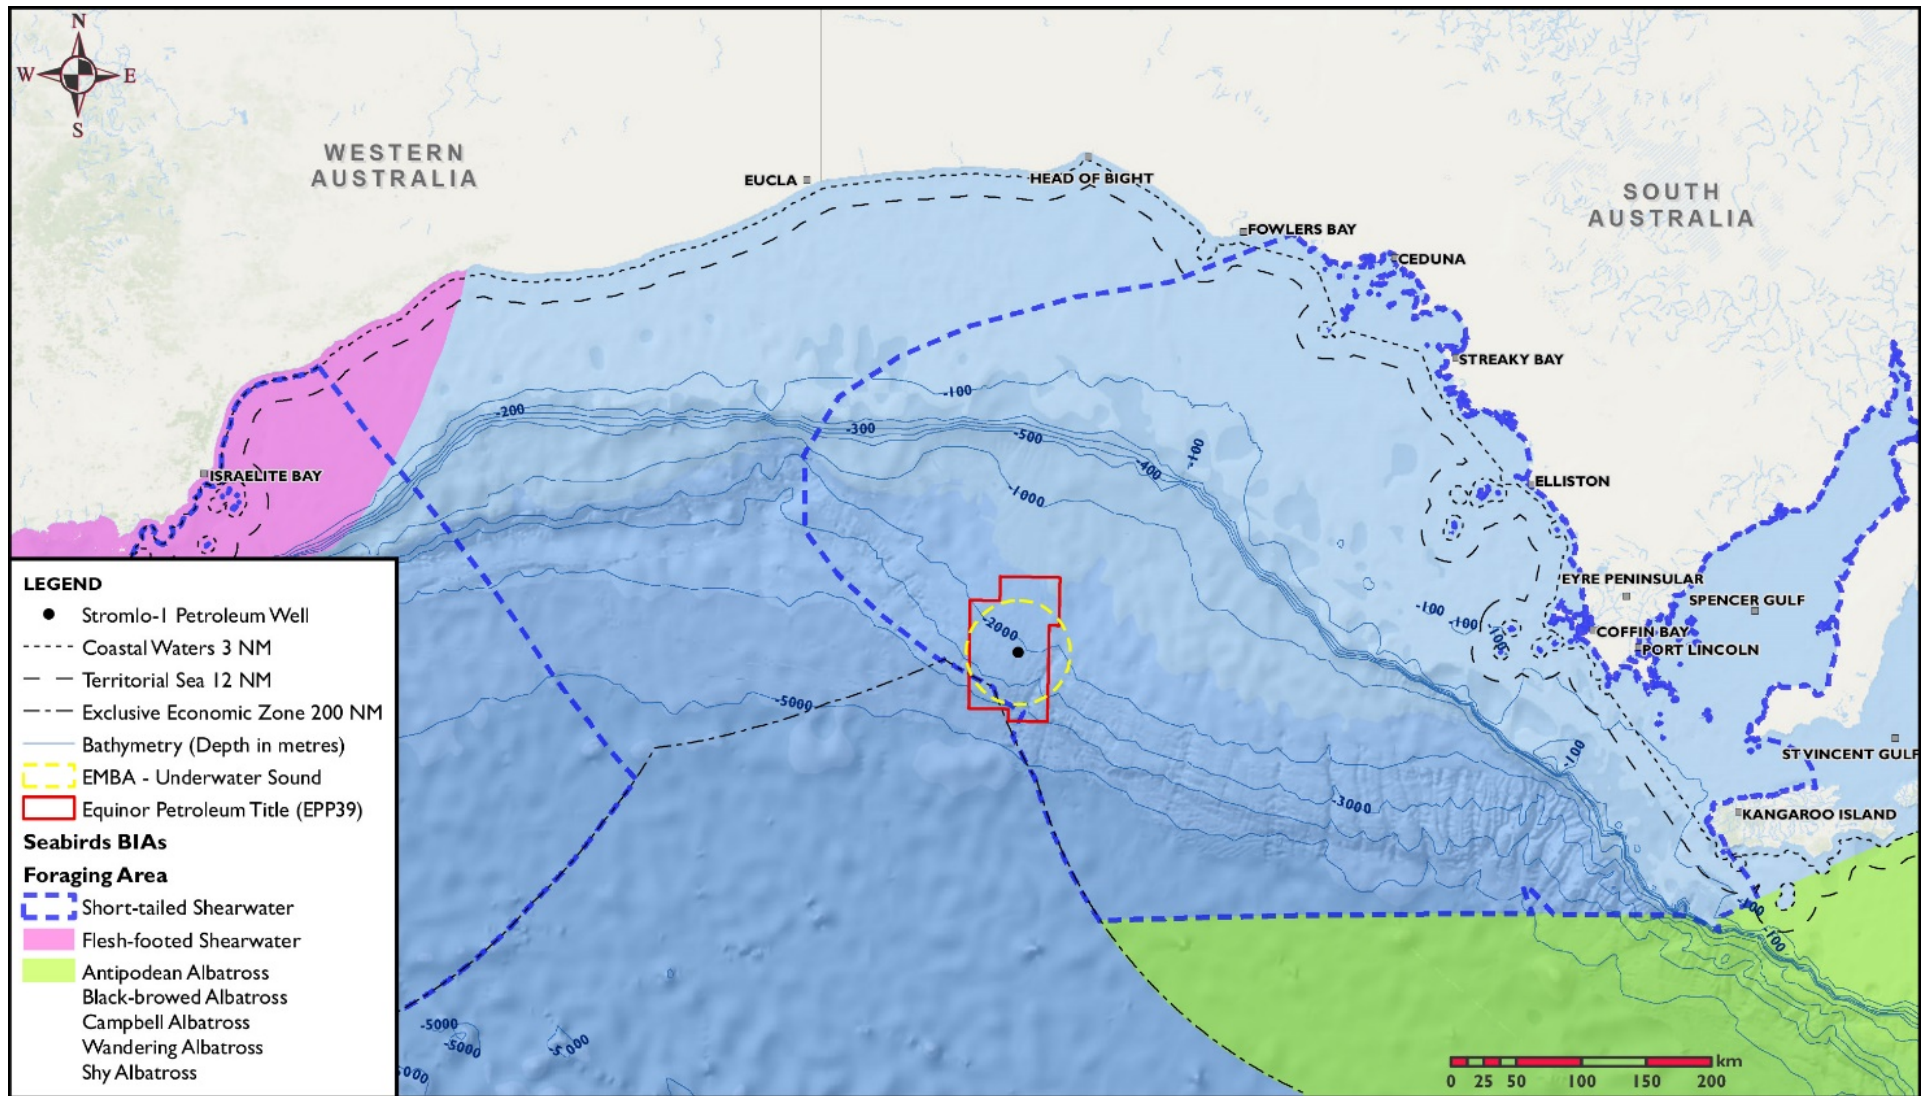 N
W
E
S
WESTERN
AUSTRALIA
EUCLA
HEAD OF BIGHT
SOUTH
AUSTRALIA
FOWLERS BAY
CEDUNA
STREAKY BAY
-100
-200
-300
-500
-100
-400
-1000
ISRAELITE BAY
ELLISTON
EYRE PENINSULAR
SPENCER GULF
-100
-100
-100
COFFIN BAY
PORT LINCOLN
-2000
-5000
-100
ST VINCENT GULF
-3000
KANGAROO ISLAND
-100
-100
-5000
-5000
-5000
5000
LEGEND
Stromlo-1 Petroleum Well
Coastal Waters 3 NM
Territorial Sea 12 NM
Exclusive Economic Zone 200 NM
Bathymetry (Depth in metres)
EMBA - Underwater Sound
Equinor Petroleum Title (EPP39)
Seabirds BIAs
Foraging Area
Short-tailed Shearwater
Flesh-footed Shearwater
Antipodean Albatross
Black-browed Albatross
Campbell Albatross
Wandering Albatross
Shy Albatross
km
0 25 50 100 150 200